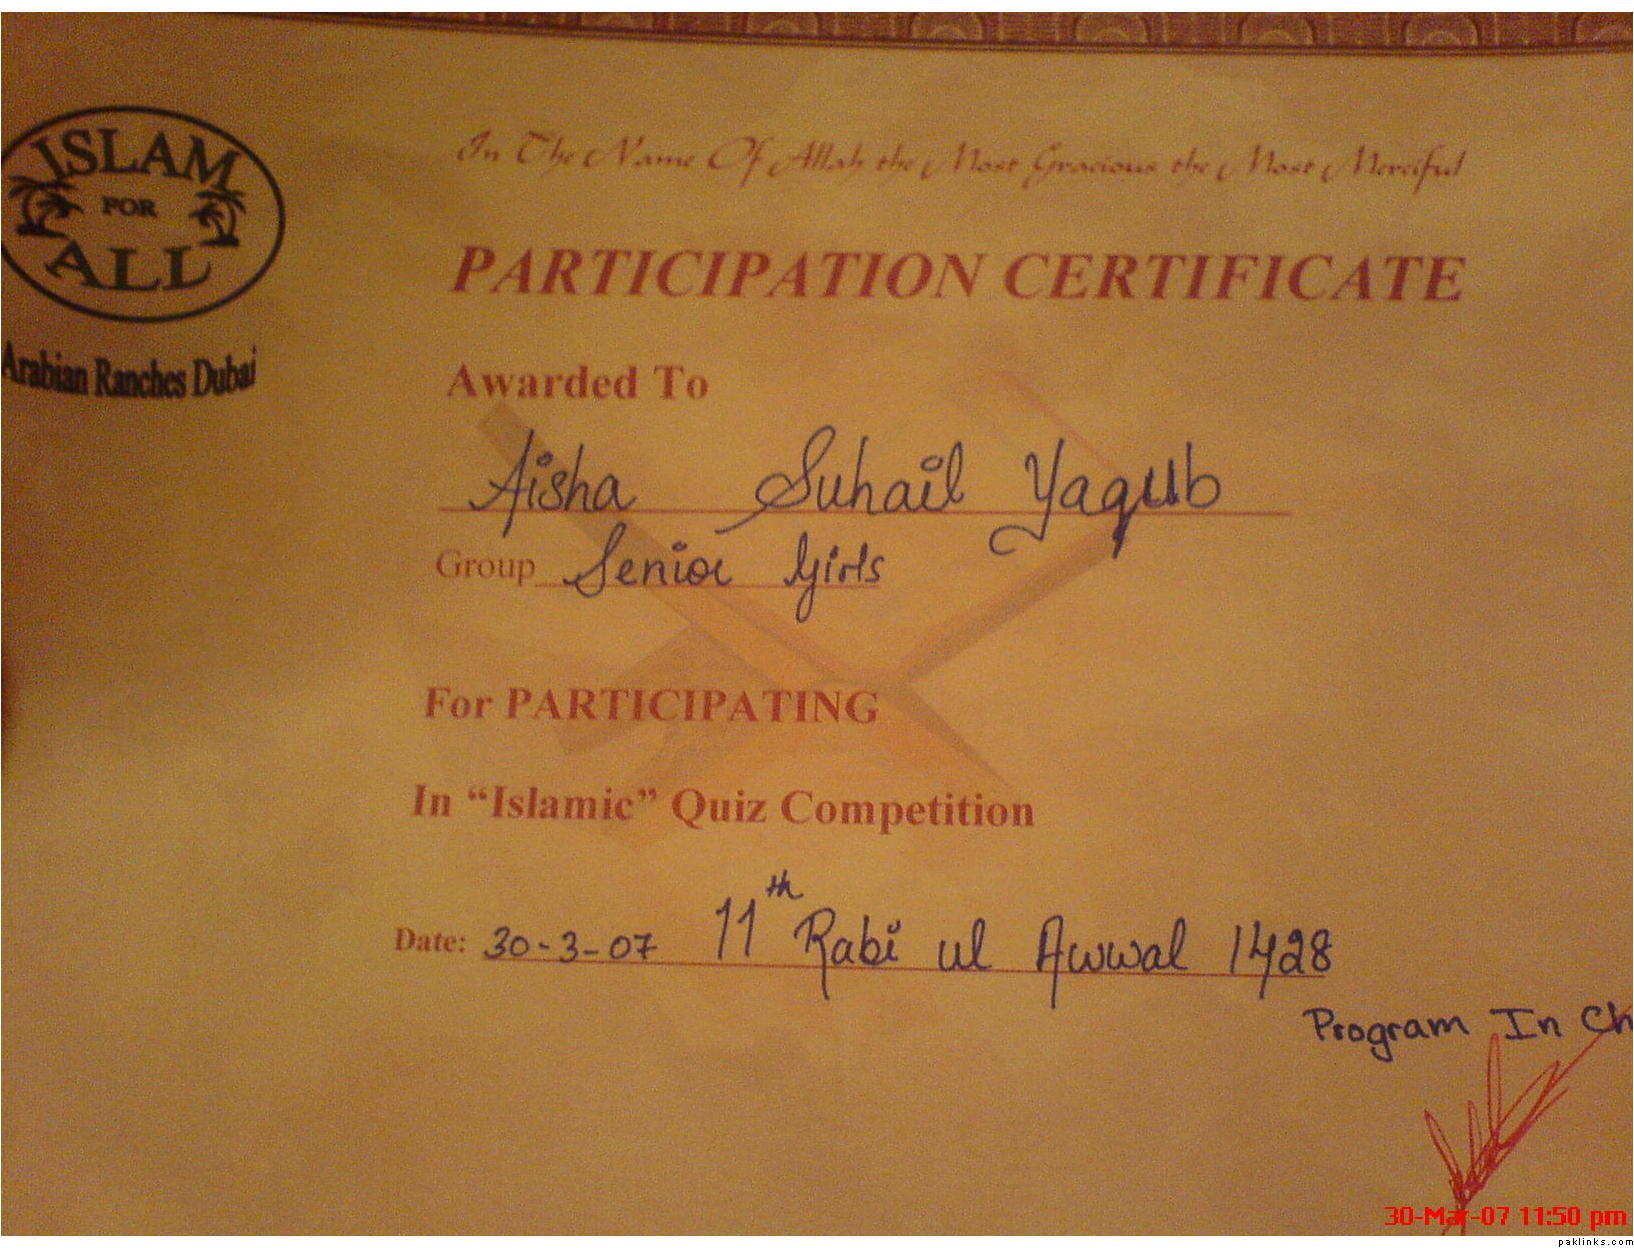 ISLAM
FOR
ALL
Arabian Ranches Dubai
In The Name Of Allah the Most Gracious the Most Merciful
PARTICIPATION CERTIFICATE
Awarded To
Aisha Suhail Yaqub
Group Senior Girls
For PARTICIPATING
In “Islamic” Quiz Competition
Date: 30-3-07 11th Rabi ul Awwal 1428
Program In Ch
30-Mar-07 11:50 pm
paklinks.com